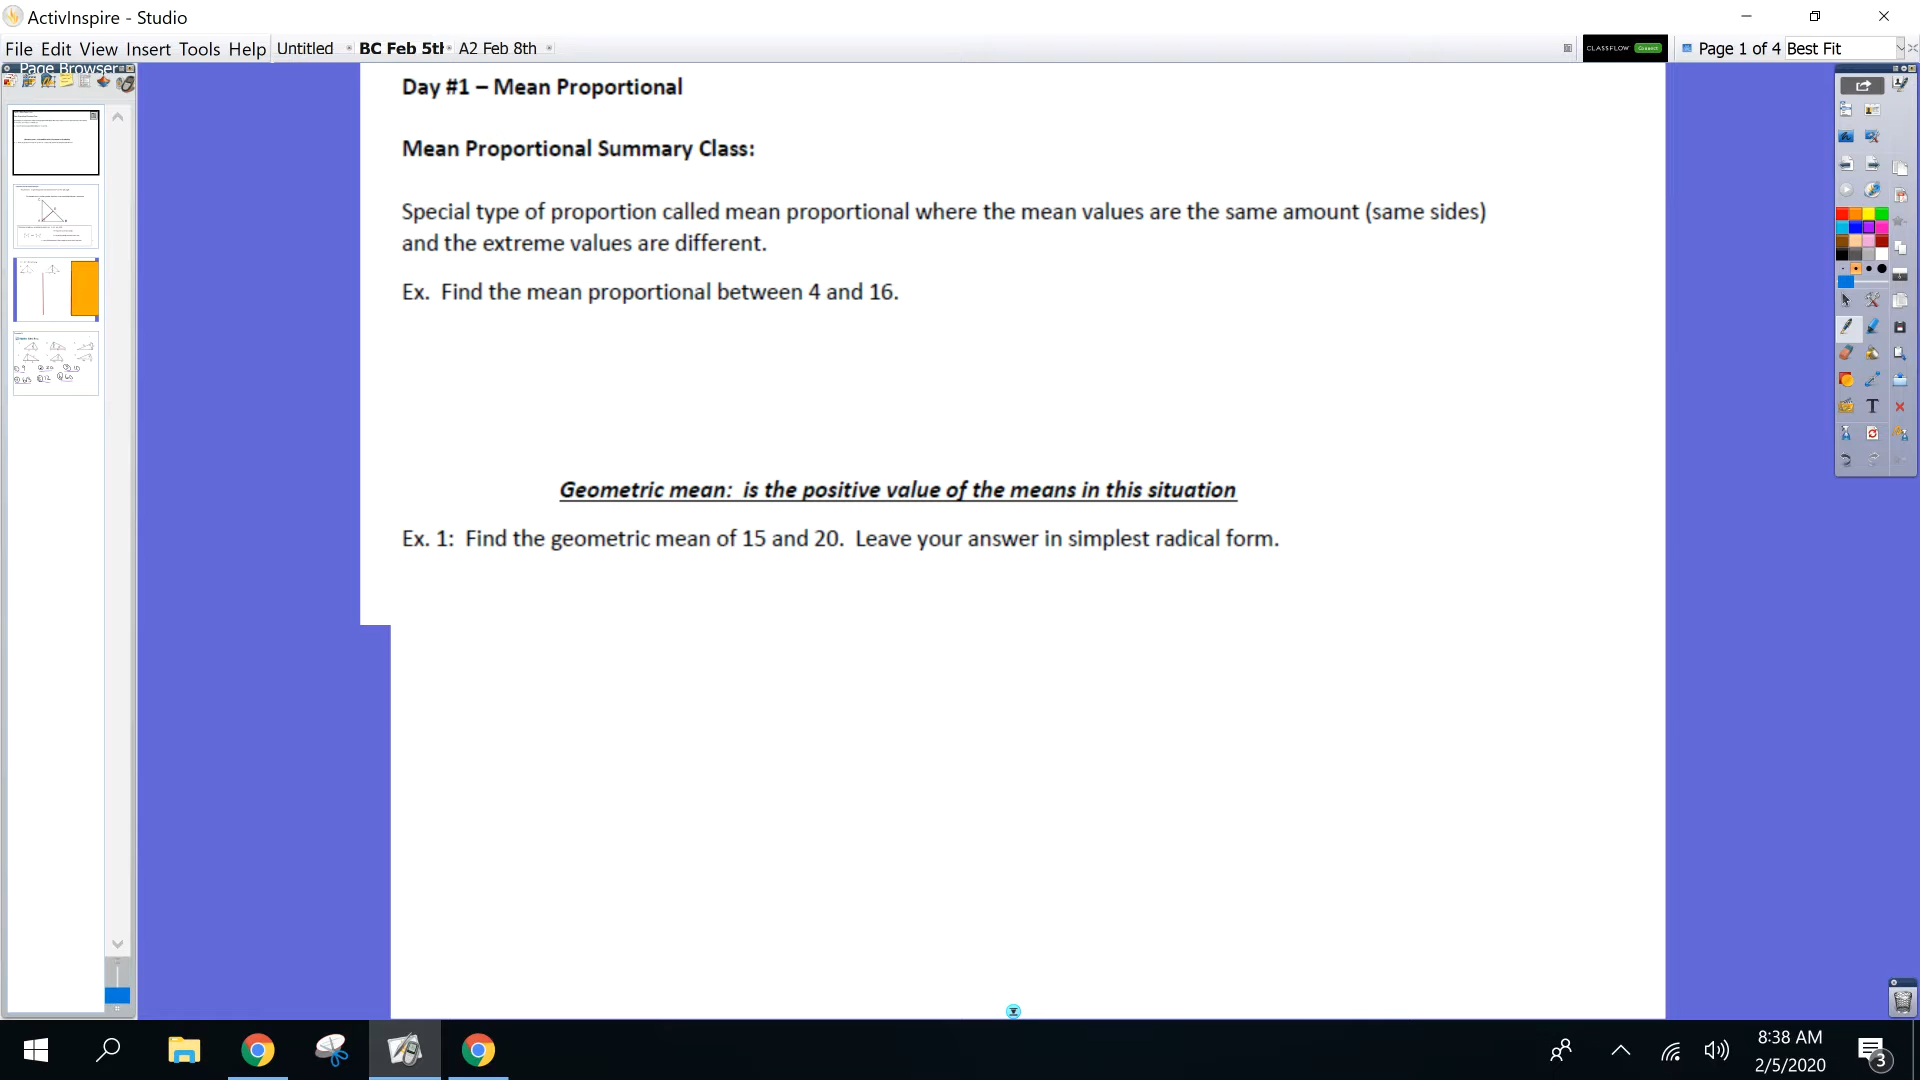 ActivInspire - Studio
File Edit View Insert Tools Help
Untitled
BC Feb 5th
A2 Feb 8th
CLASSFLOW Connect
Page 1 of 4
Best Fit
Page Browser
Day #1 – Mean Proportional
Mean Proportional Summary Class:
Special type of proportion called mean proportional where the mean values are the same amount (same sides)
and the extreme values are different.
Ex.  Find the mean proportional between 4 and 16.
Geometric mean:  is the positive value of the means in this situation
Ex. 1:  Find the geometric mean of 15 and 20.  Leave your answer in simplest radical form.
T
8:38 AM
2/5/2020
3